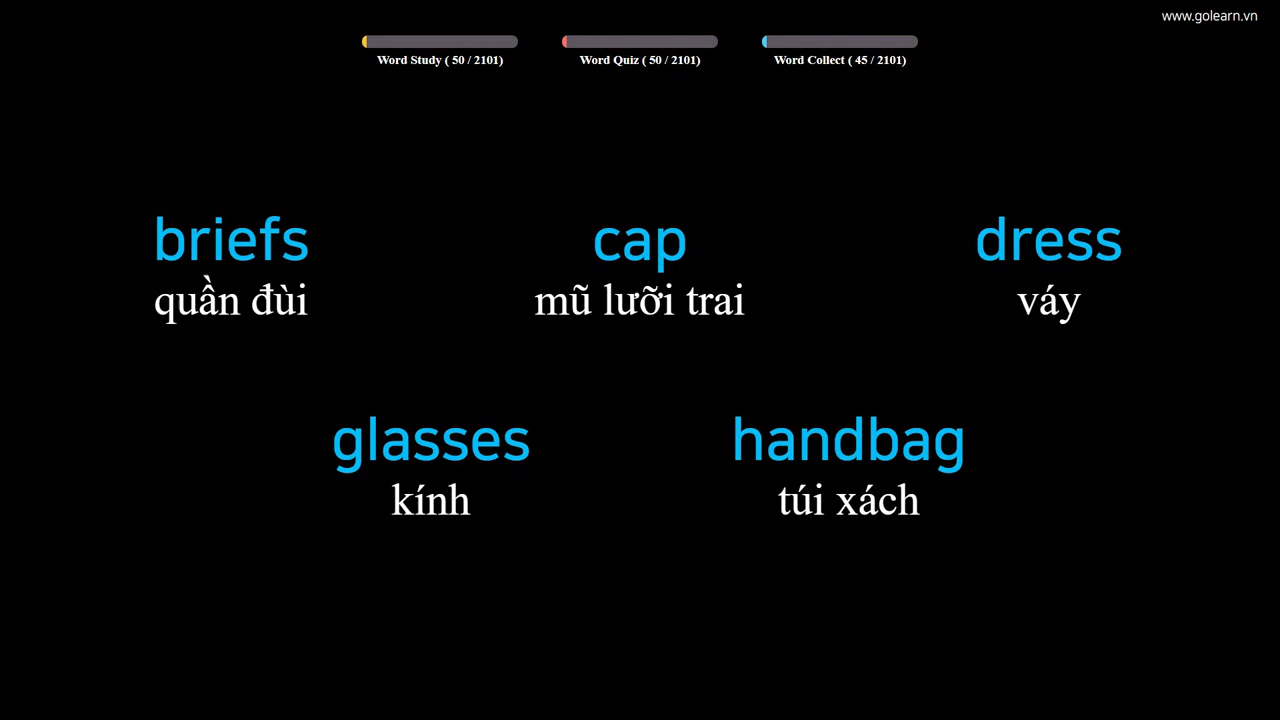 www.golearn.vn
Word Study ( 50 / 2101) Word Quiz ( 50 / 2101) Word Collect ( 45 / 2101)
briefs cap dress
quần đùi mũ lưỡi trai váy
glasses handbag
kính túi xách